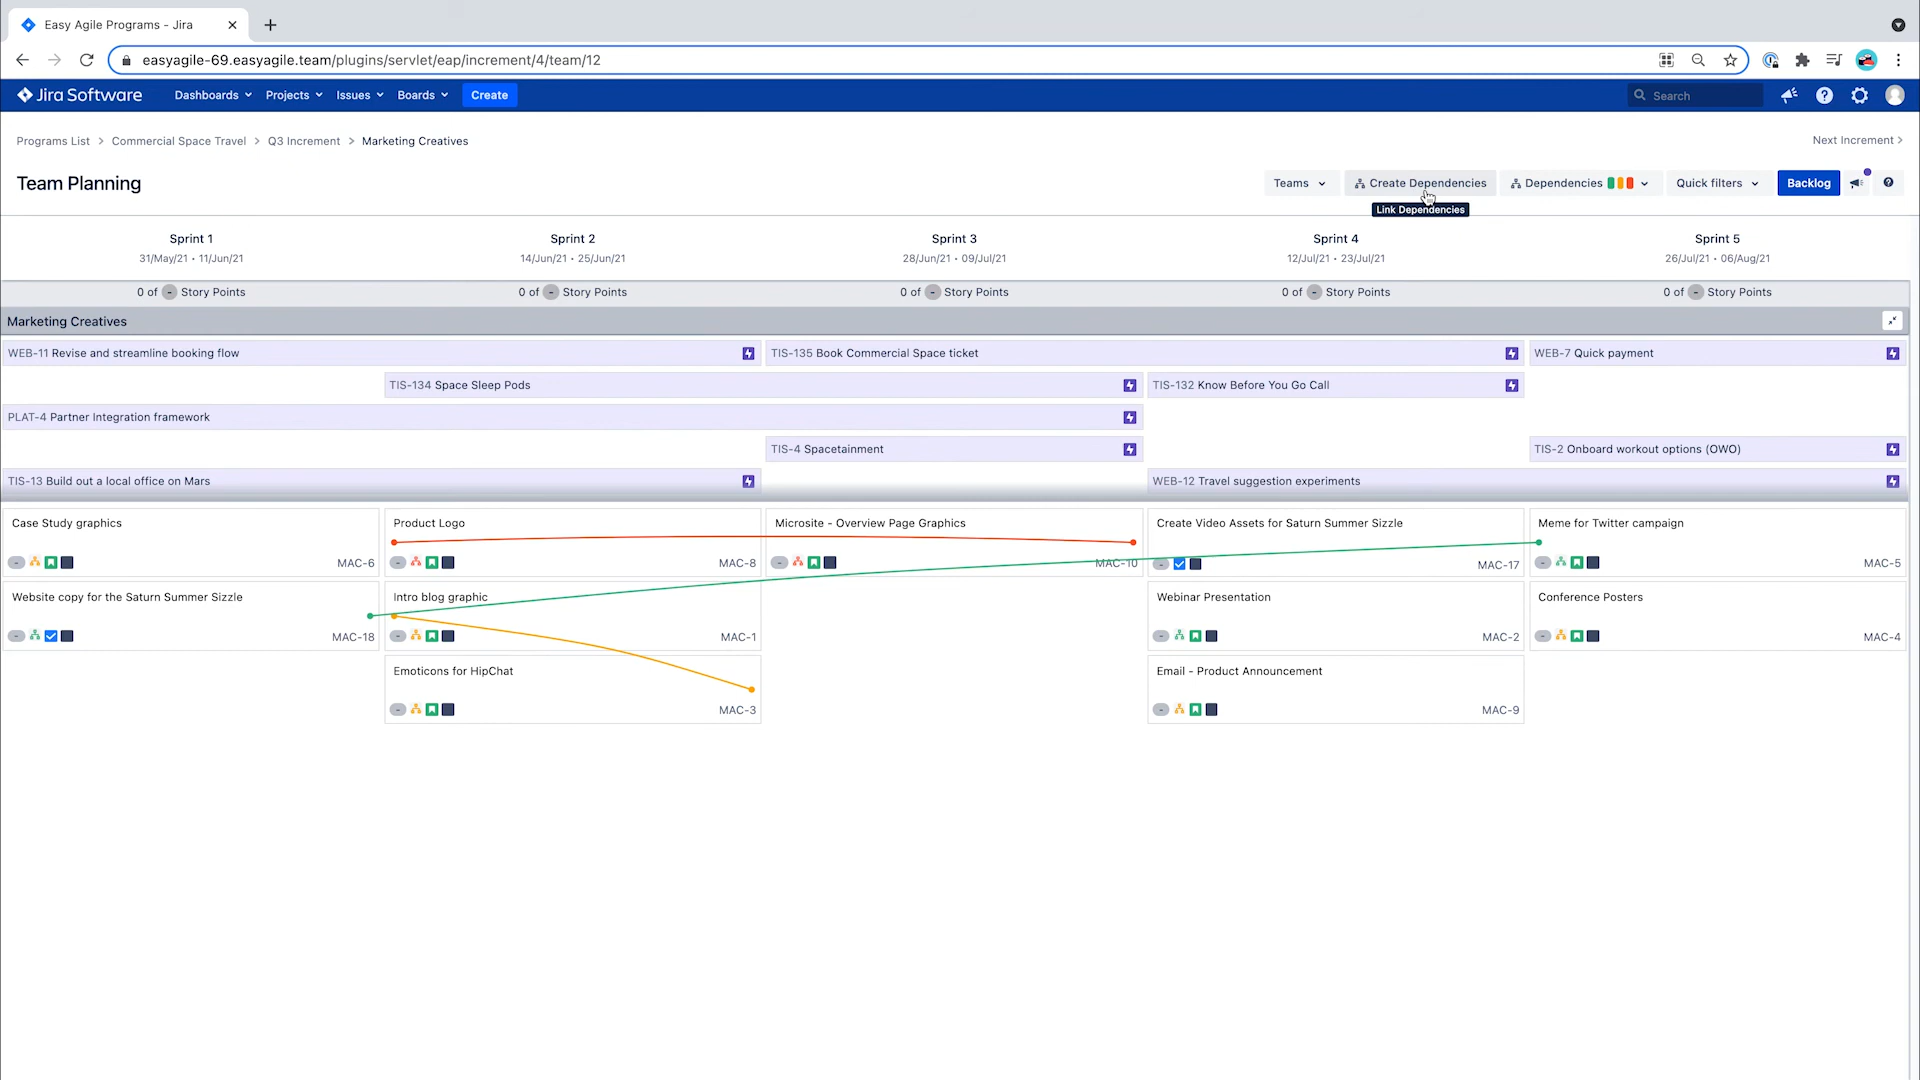 Easy Agile Programs - Jira
easyagile-69.easyagile.team/plugins/servlet/eap/increment/4/team/12
Jira Software Dashboards Projects Issues Boards Create Search
Programs List > Commercial Space Travel > Q3 Increment > Marketing Creatives Next Increment >
Team Planning Teams Create Dependencies Dependencies Quick filters Backlog
Link Dependencies
Sprint 1 Sprint 2 Sprint 3 Sprint 4 Sprint 5
31/May/21 • 11/Jun/21 14/Jun/21 • 25/Jun/21 28/Jun/21 • 09/Jul/21 12/Jul/21 • 23/Jul/21 26/Jul/21 • 06/Aug/21
0 of - Story Points 0 of - Story Points 0 of - Story Points 0 of - Story Points 0 of - Story Points
Marketing Creatives
WEB-11 Revise and streamline booking flow TIS-135 Book Commercial Space ticket WEB-7 Quick payment
TIS-134 Space Sleep Pods TIS-132 Know Before You Go Call
PLAT-4 Partner Integration framework
TIS-4 Spacetainment TIS-2 Onboard workout options (OWO)
TIS-13 Build out a local office on Mars WEB-12 Travel suggestion experiments
Case Study graphics Product Logo Microsite - Overview Page Graphics Create Video Assets for Saturn Summer Sizzle Meme for Twitter campaign
- MAC-6 - MAC-8 - MAC-10 - MAC-17 - MAC-5
Website copy for the Saturn Summer Sizzle Intro blog graphic Webinar Presentation Conference Posters
- MAC-18 - MAC-1 - MAC-2 - MAC-4
Emoticons for HipChat Email - Product Announcement
- MAC-3 - MAC-9